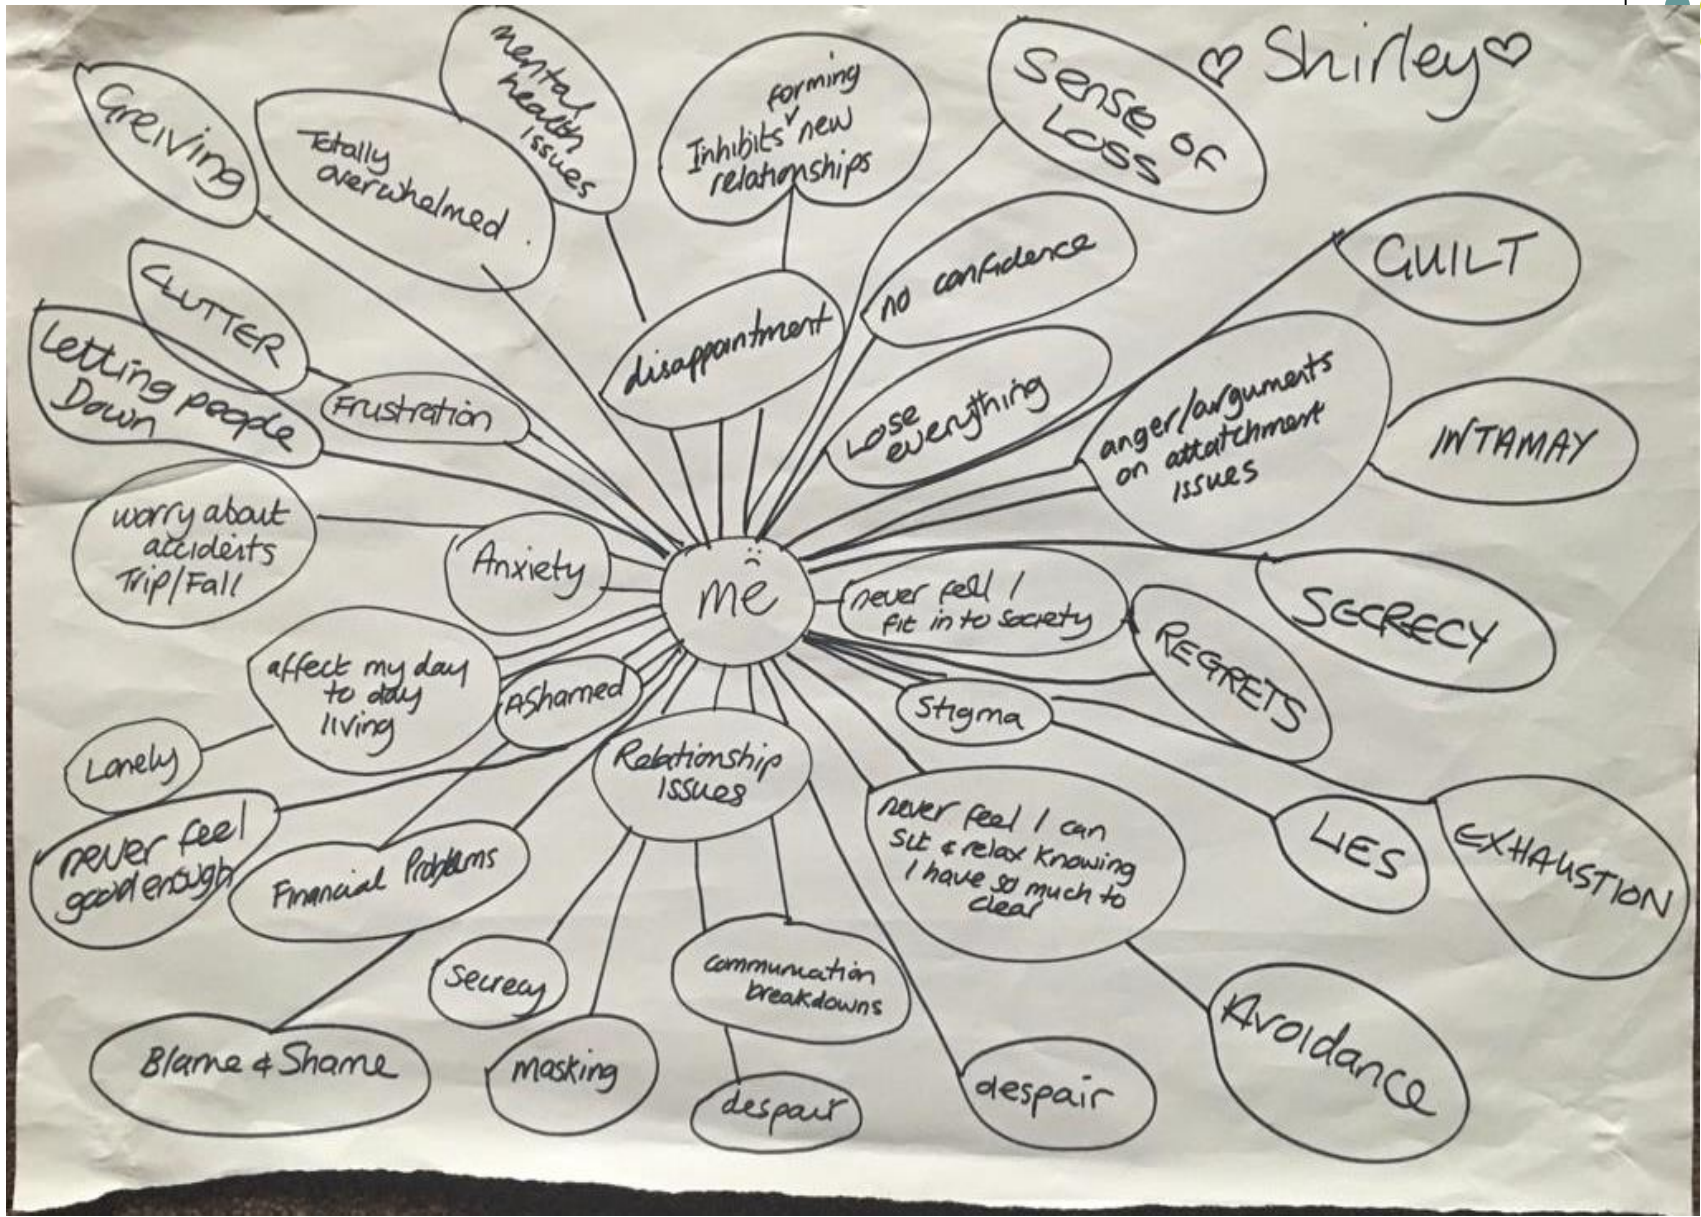 ♡ Shirley ♡
Greiving
Totally
overwhelmed.
mental
health
issues
forming
Inhibits new
relationships
Sense of
Loss
CLUTTER
Letting people
Down
Frustration
disappointment
no confidence
Lose
everything
GUILT
anger/arguments
on attatchment
issues
INTAMAY
worry about
accidents
Trip/Fall
Anxiety
me
never fell I
fit in to society
SECRECY
REGRETS
affect my day
to day
living
AShamed
Stigma
Lonely
Relationship
issues
never feel
good enough
Financial Problems
never feel I can
sit & relax knowing
I have so much to
clear
LIES
EXHAUSTION
Secrecy
communication
breakdowns
Avoidance
Blame & Shame
Masking
despair
despair